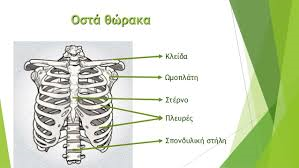 Οστά θώρακα
Κλείδα
Ωμοπλάτη
Στέρνο
Πλευρές
Σπονδυλική στήλη